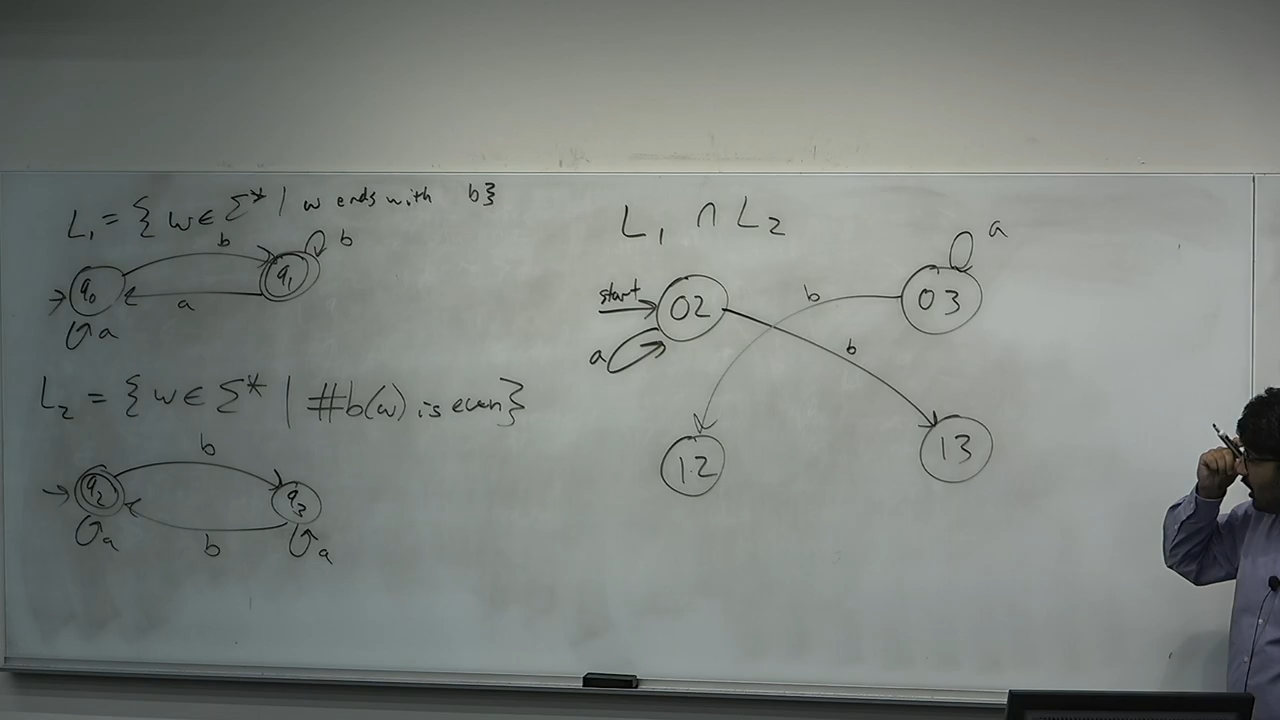 L₁ = { w ∈ Σ* | w ends with b}
b
b
q₀
q₁
a
a
L₂ = { w ∈ Σ* | #b(w) is even}
b
q₂
q₃
a
b
a
L₁ ∩ L₂
a
start
02
b
03
a
b
12
13